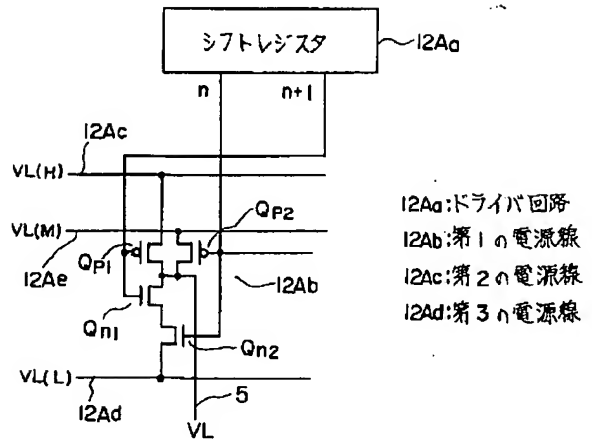 シフトレジスタ
12Aa
n
n+1
12Ac
VL(H)
VL(M)
QP2
QP1
12Ae
12Ab
Qn1
Qn2
VL(L)
12Ad
5
VL
12Aa:ドライバ回路
12Ab:第1の電源線
12Ac:第2の電源線
12Ad:第3の電源線